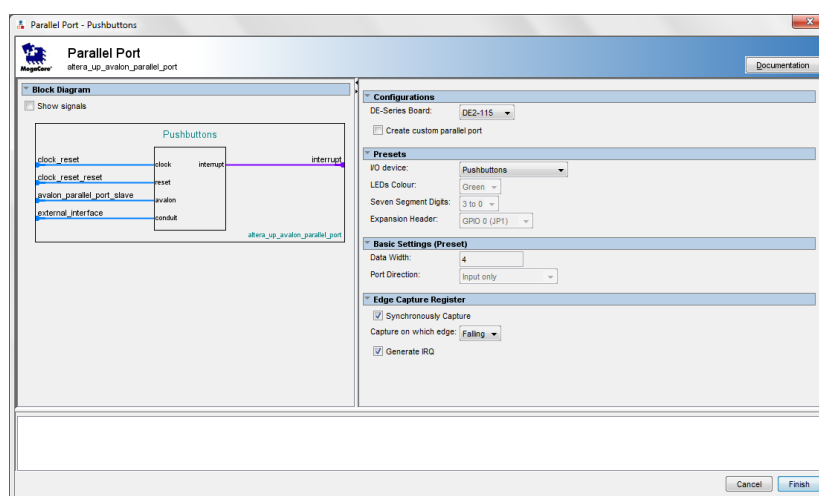 Parallel Port - Pushbuttons
Parallel Port
altera_up_avalon_parallel_port
MegaCore'
Documentation
Block Diagram
Show signals
Pushbuttons
clock_reset
clock
interrupt
interrupt
clock_reset_reset
reset
avalon_parallel_port_slave
avalon
external_interface
conduit
altera_up_avalon_parallel_port
Configurations
DE-Series Board: DE2-115
Create custom parallel port
Presets
I/O device: Pushbuttons
LEDs Colour: Green
Seven Segment Digits: 3 to 0
Expansion Header: GPIO 0 (JP1)
Basic Settings (Preset)
Data Width: 4
Port Direction: Input only
Edge Capture Register
Synchronously Capture
Capture on which edge: Falling
Generate IRQ
Cancel Finish